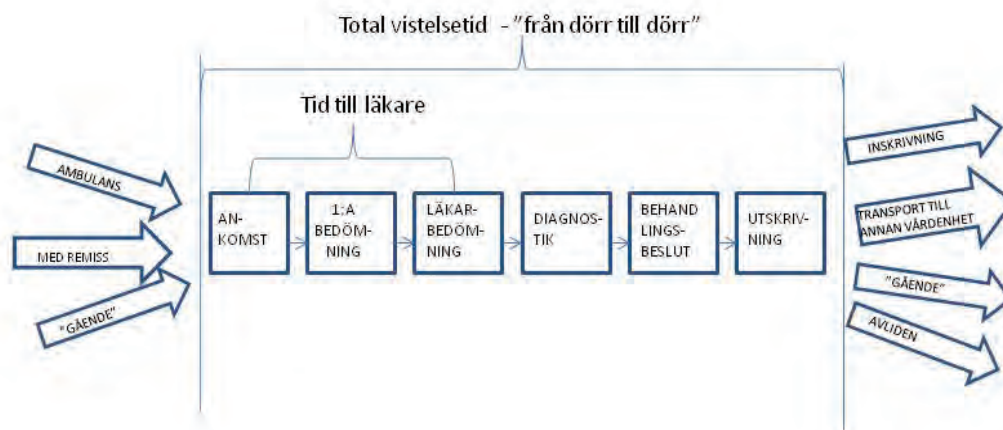 Total vistelsetid - "från dörr till dörr"
Tid till läkare
AMBULANS
MED REMISS
"GÅENDE"
AN-
KOMST
1:A
BEDÖM-
NING
LÄKAR-
BEDÖM-
NING
DIAGNOS-
TIK
BEHAND
LINGS-
BESLUT
UTSKRIV-
NING
INSKRIVNING
TRANSPORT TILL
ANNAN VÅRDENHET
"GÅENDE"
AVLIDEN